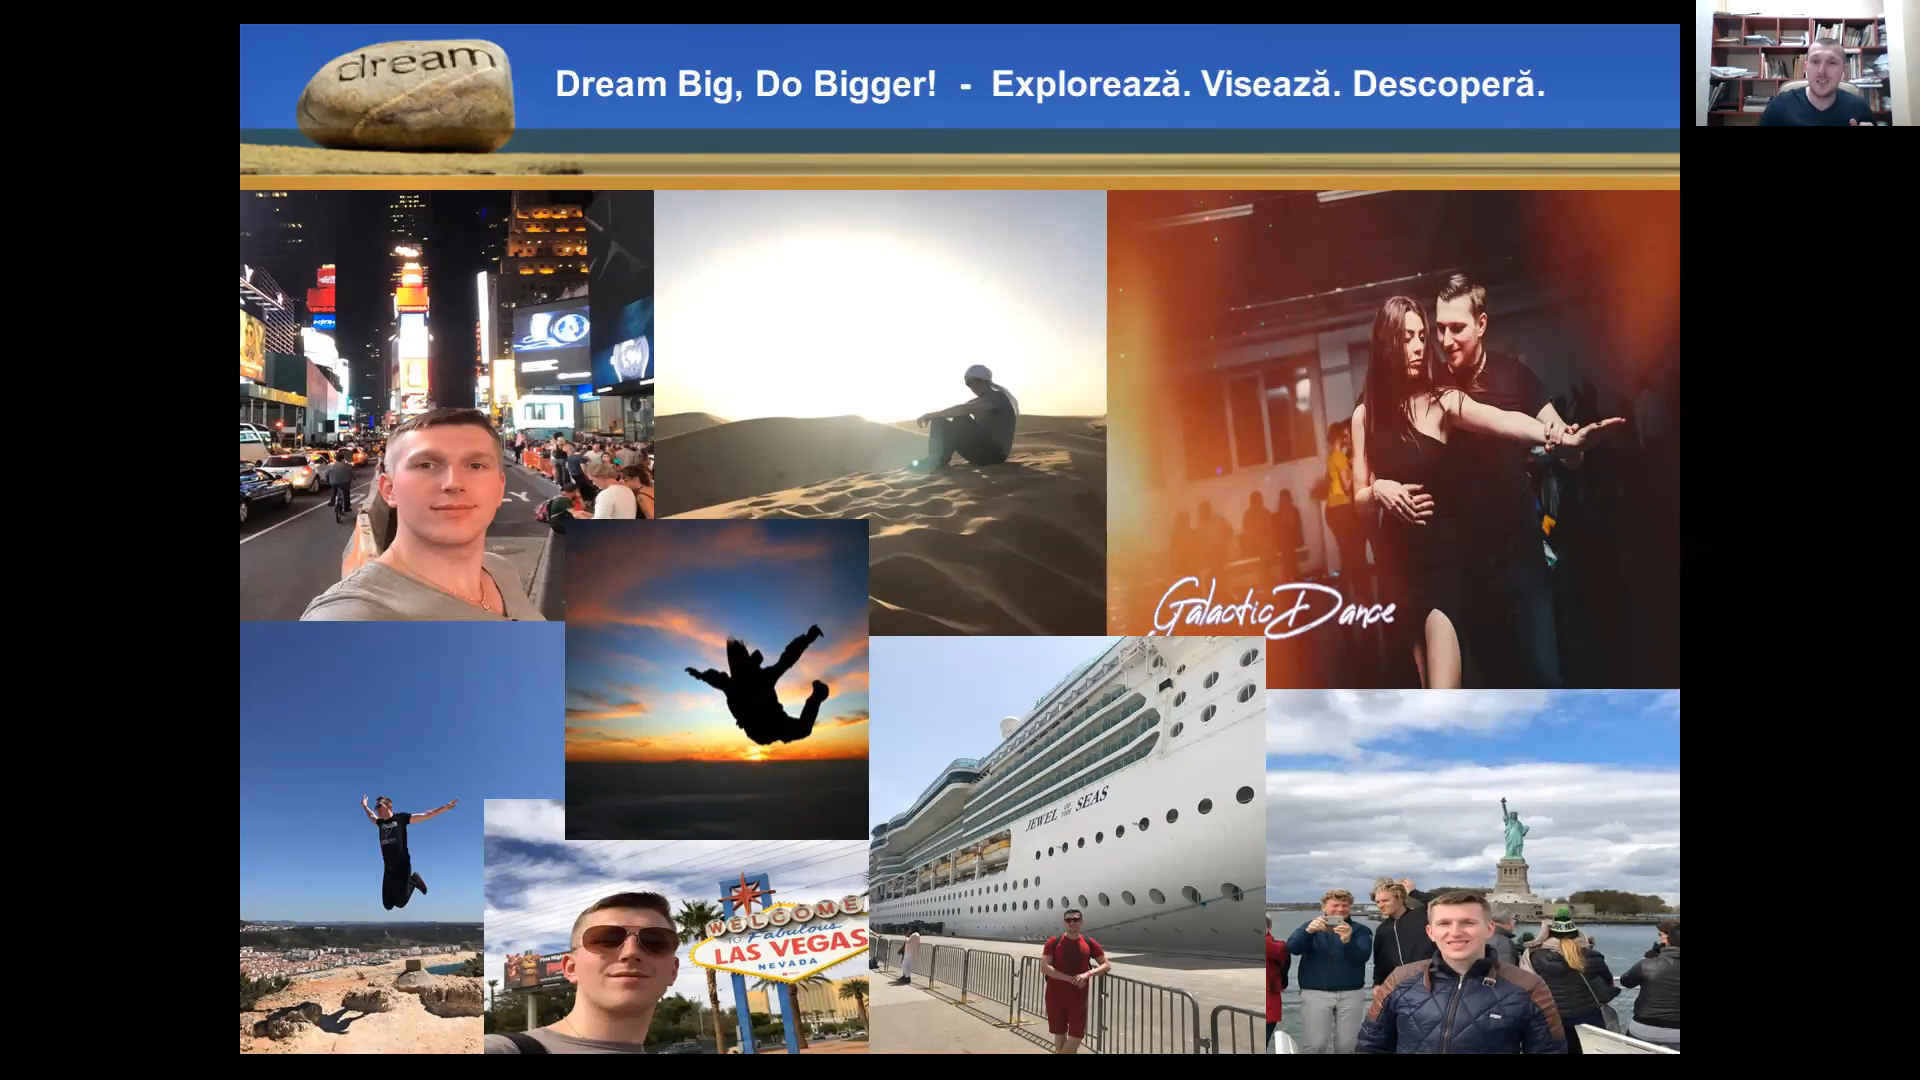 dream
Dream Big, Do Bigger!  -  Explorează. Visează. Descoperă.
TOSHIBA
Galactic Dance
JEWEL OF THE SEAS
WELCOME
TO Fabulous
LAS VEGAS
NEVADA